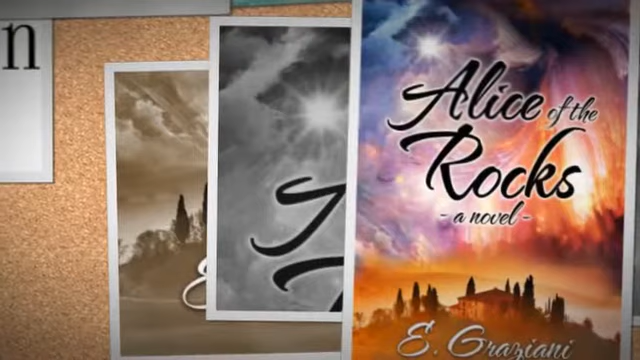 n
Alice of the
Rocks
- a novel -
E. Graziani